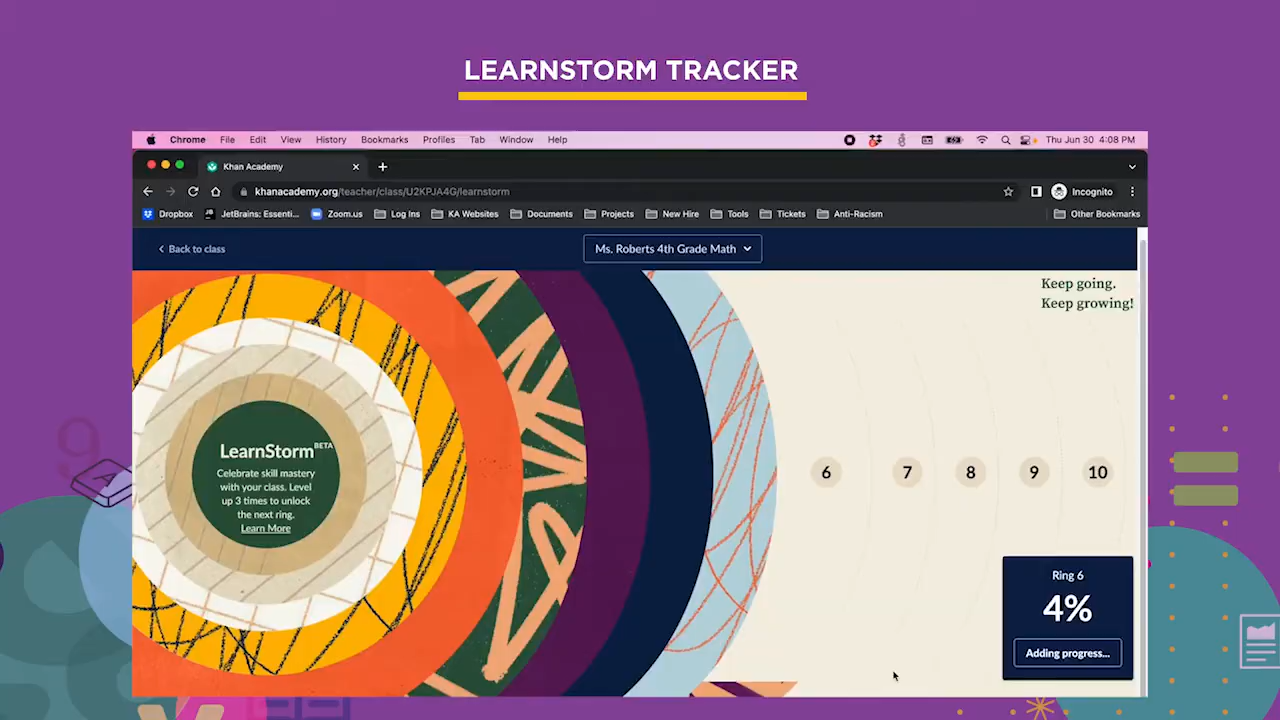 LEARNSTORM TRACKER
Chrome File Edit View History Bookmarks Profiles Tab Window Help Thu Jun 30 4:08 PM
Khan Academy
khanacademy.org/teacher/class/U2KPJA4G/learnstorm Incognito
Dropbox JetBrains: Essenti... Zoom.us Log Ins KA Websites Documents Projects New Hire Tools Tickets Anti-Racism Other Bookmarks
Back to class Ms. Roberts 4th Grade Math
Keep going.
Keep growing!
LearnStorm BETA
Celebrate skill mastery
with your class. Level
up 3 times to unlock
the next ring.
Learn More
6 7 8 9 10
Ring 6
4%
Adding progress...
9
A